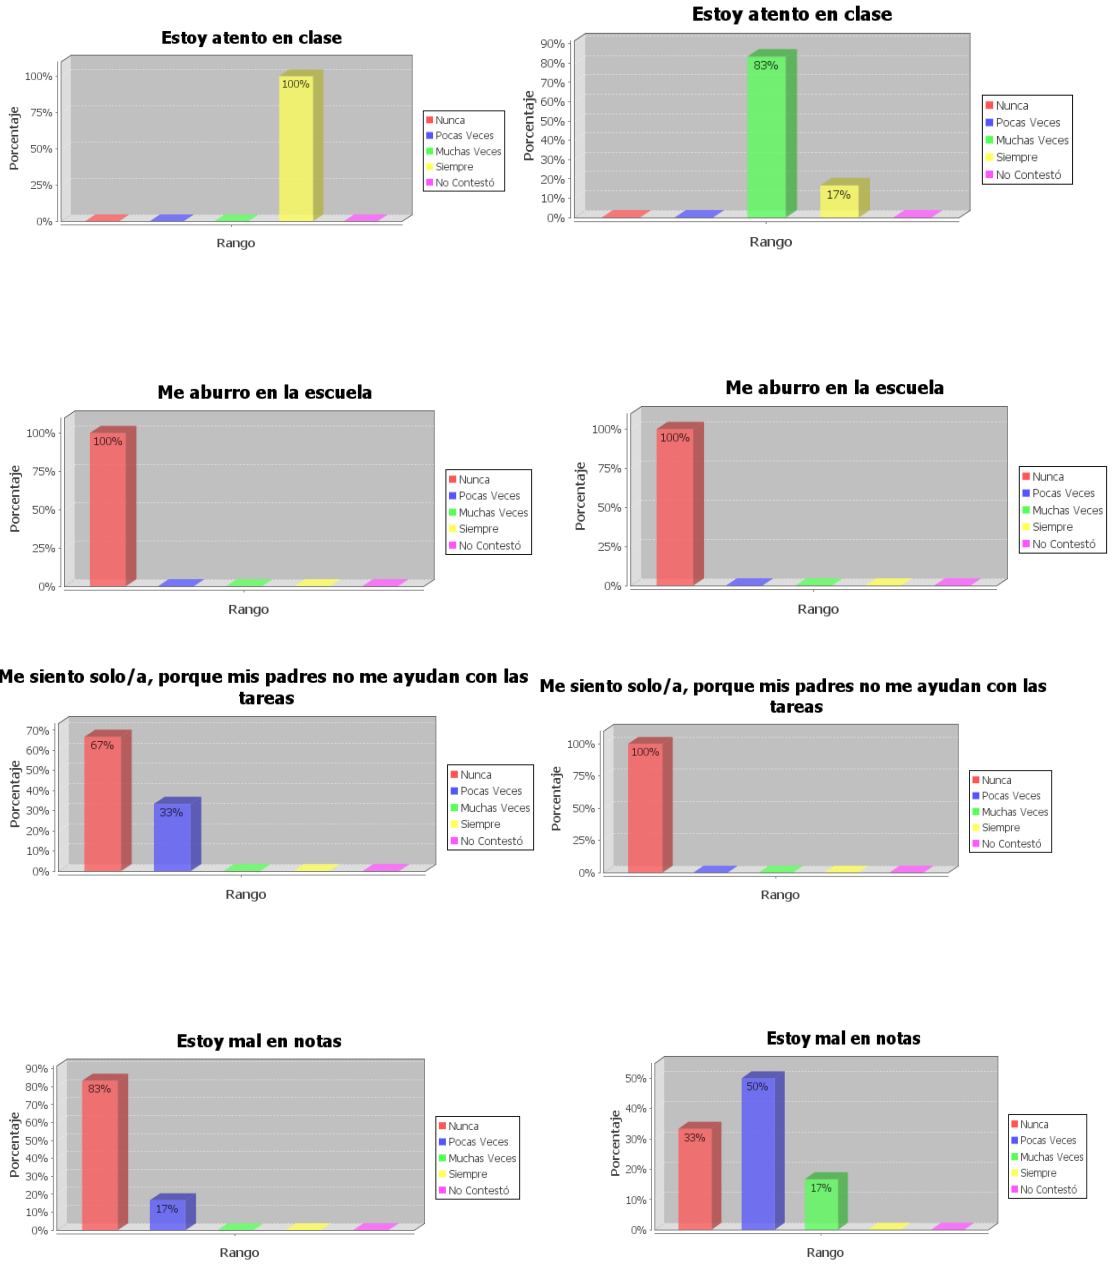 Estoy atento en clase
Porcentaje
100%
75%
50%
25%
0%
100%
Rango
Nunca
Pocas Veces
Muchas Veces
Siempre
No Contestó
Estoy atento en clase
Porcentaje
90%
80%
70%
60%
50%
40%
30%
20%
10%
0%
83%
17%
Rango
Nunca
Pocas Veces
Muchas Veces
Siempre
No Contestó
Me aburro en la escuela
Porcentaje
100%
75%
50%
25%
0%
100%
Rango
Nunca
Pocas Veces
Muchas Veces
Siempre
No Contestó
Me aburro en la escuela
Porcentaje
100%
75%
50%
25%
0%
100%
Rango
Nunca
Pocas Veces
Muchas Veces
Siempre
No Contestó
Me siento solo/a, porque mis padres no me ayudan con las
tareas
Porcentaje
70%
60%
50%
40%
30%
20%
10%
0%
67%
33%
Rango
Nunca
Pocas Veces
Muchas Veces
Siempre
No Contestó
Me siento solo/a, porque mis padres no me ayudan con las
tareas
Porcentaje
100%
75%
50%
25%
0%
100%
Rango
Nunca
Pocas Veces
Muchas Veces
Siempre
No Contestó
Estoy mal en notas
Porcentaje
90%
80%
70%
60%
50%
40%
30%
20%
10%
0%
83%
17%
Rango
Nunca
Pocas Veces
Muchas Veces
Siempre
No Contestó
Estoy mal en notas
Porcentaje
50%
40%
30%
20%
10%
0%
33%
50%
17%
Rango
Nunca
Pocas Veces
Muchas Veces
Siempre
No Contestó